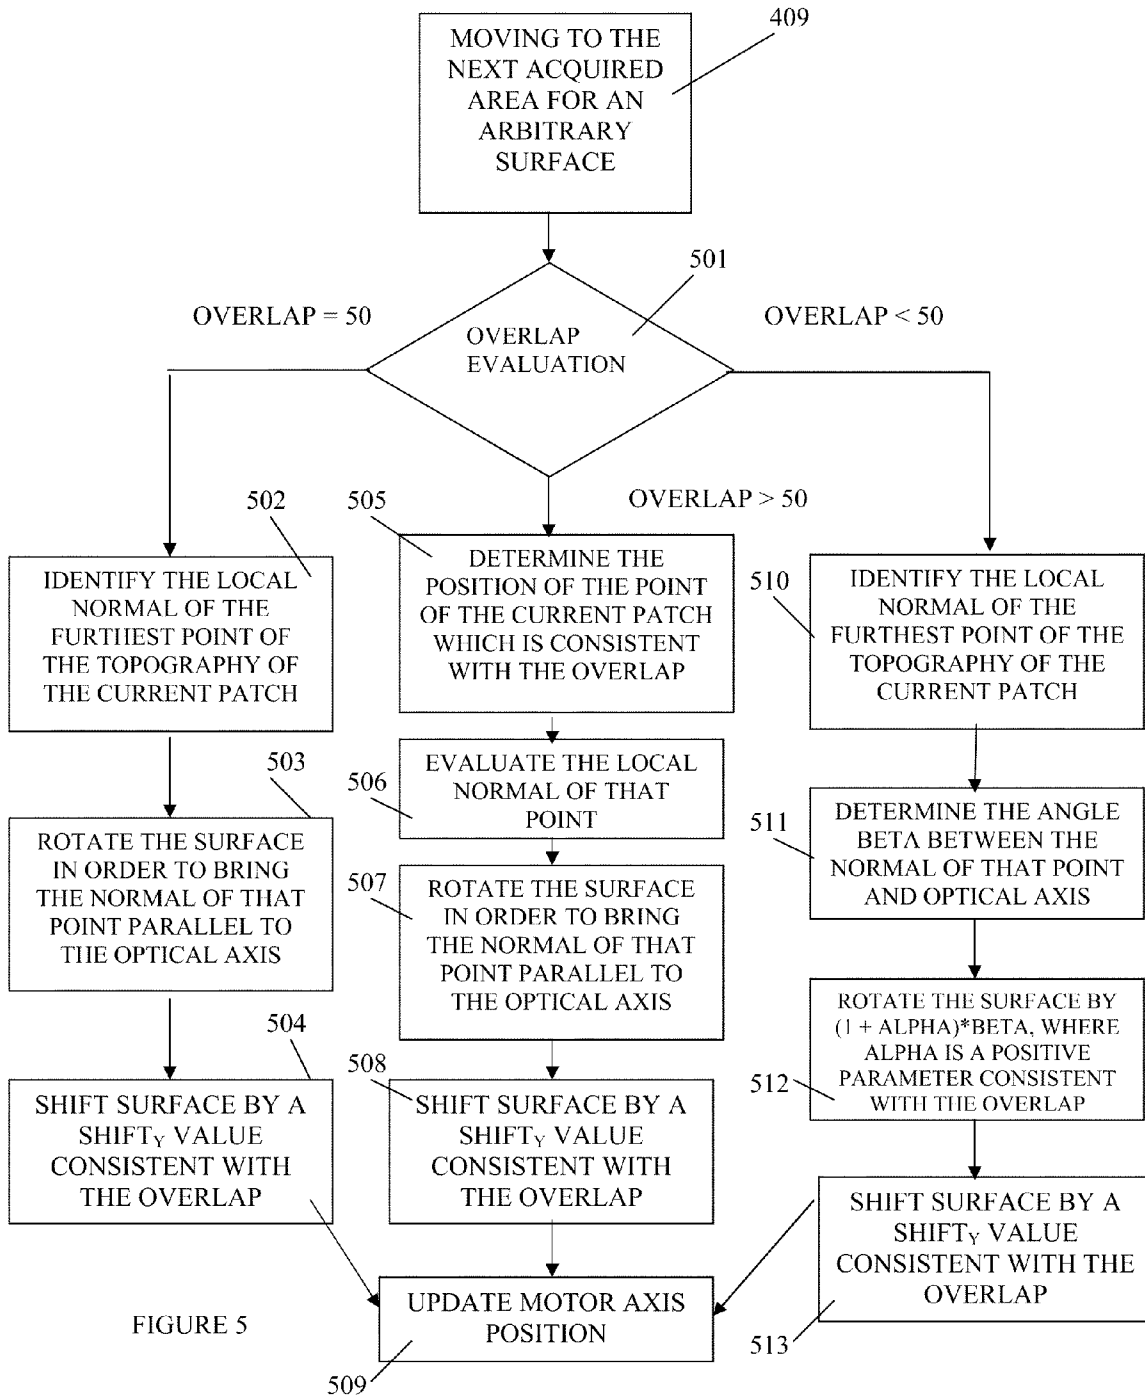 409
MOVING TO THE
NEXT ACQUIRED
AREA FOR AN
ARBITRARY
SURFACE
501
OVERLAP = 50
OVERLAP < 50
OVERLAP
EVALUATION
OVERLAP > 50
502
IDENTIFY THE LOCAL
NORMAL OF THE
FURTHEST POINT OF
THE TOPOGRAPHY OF
THE CURRENT PATCH
503
ROTATE THE SURFACE
IN ORDER TO BRING
THE NORMAL OF THAT
POINT PARALLEL TO
THE OPTICAL AXIS
504
SHIFT SURFACE BY A
SHIFTY VALUE
CONSISTENT WITH
THE OVERLAP
505
DETERMINE THE
POSITION OF THE POINT
OF THE CURRENT PATCH
WHICH IS CONSISTENT
WITH THE OVERLAP
506
EVALUATE THE LOCAL
NORMAL OF THAT
POINT
507
ROTATE THE SURFACE
IN ORDER TO BRING
THE NORMAL OF THAT
POINT PARALLEL TO
THE OPTICAL AXIS
508
SHIFT SURFACE BY A
SHIFTY VALUE
CONSISTENT WITH
THE OVERLAP
510
IDENTIFY THE LOCAL
NORMAL OF THE
FURTHEST POINT OF THE
TOPOGRAPHY OF THE
CURRENT PATCH
511
DETERMINE THE ANGLE
BETA BETWEEN THE
NORMAL OF THAT POINT
AND OPTICAL AXIS
512
ROTATE THE SURFACE BY
(1 + ALPHA)*BETA, WHERE
ALPHA IS A POSITIVE
PARAMETER CONSISTENT
WITH THE OVERLAP
SHIFT SURFACE BY A
SHIFTY VALUE
CONSISTENT WITH THE
OVERLAP
513
UPDATE MOTOR AXIS
POSITION
509
FIGURE 5